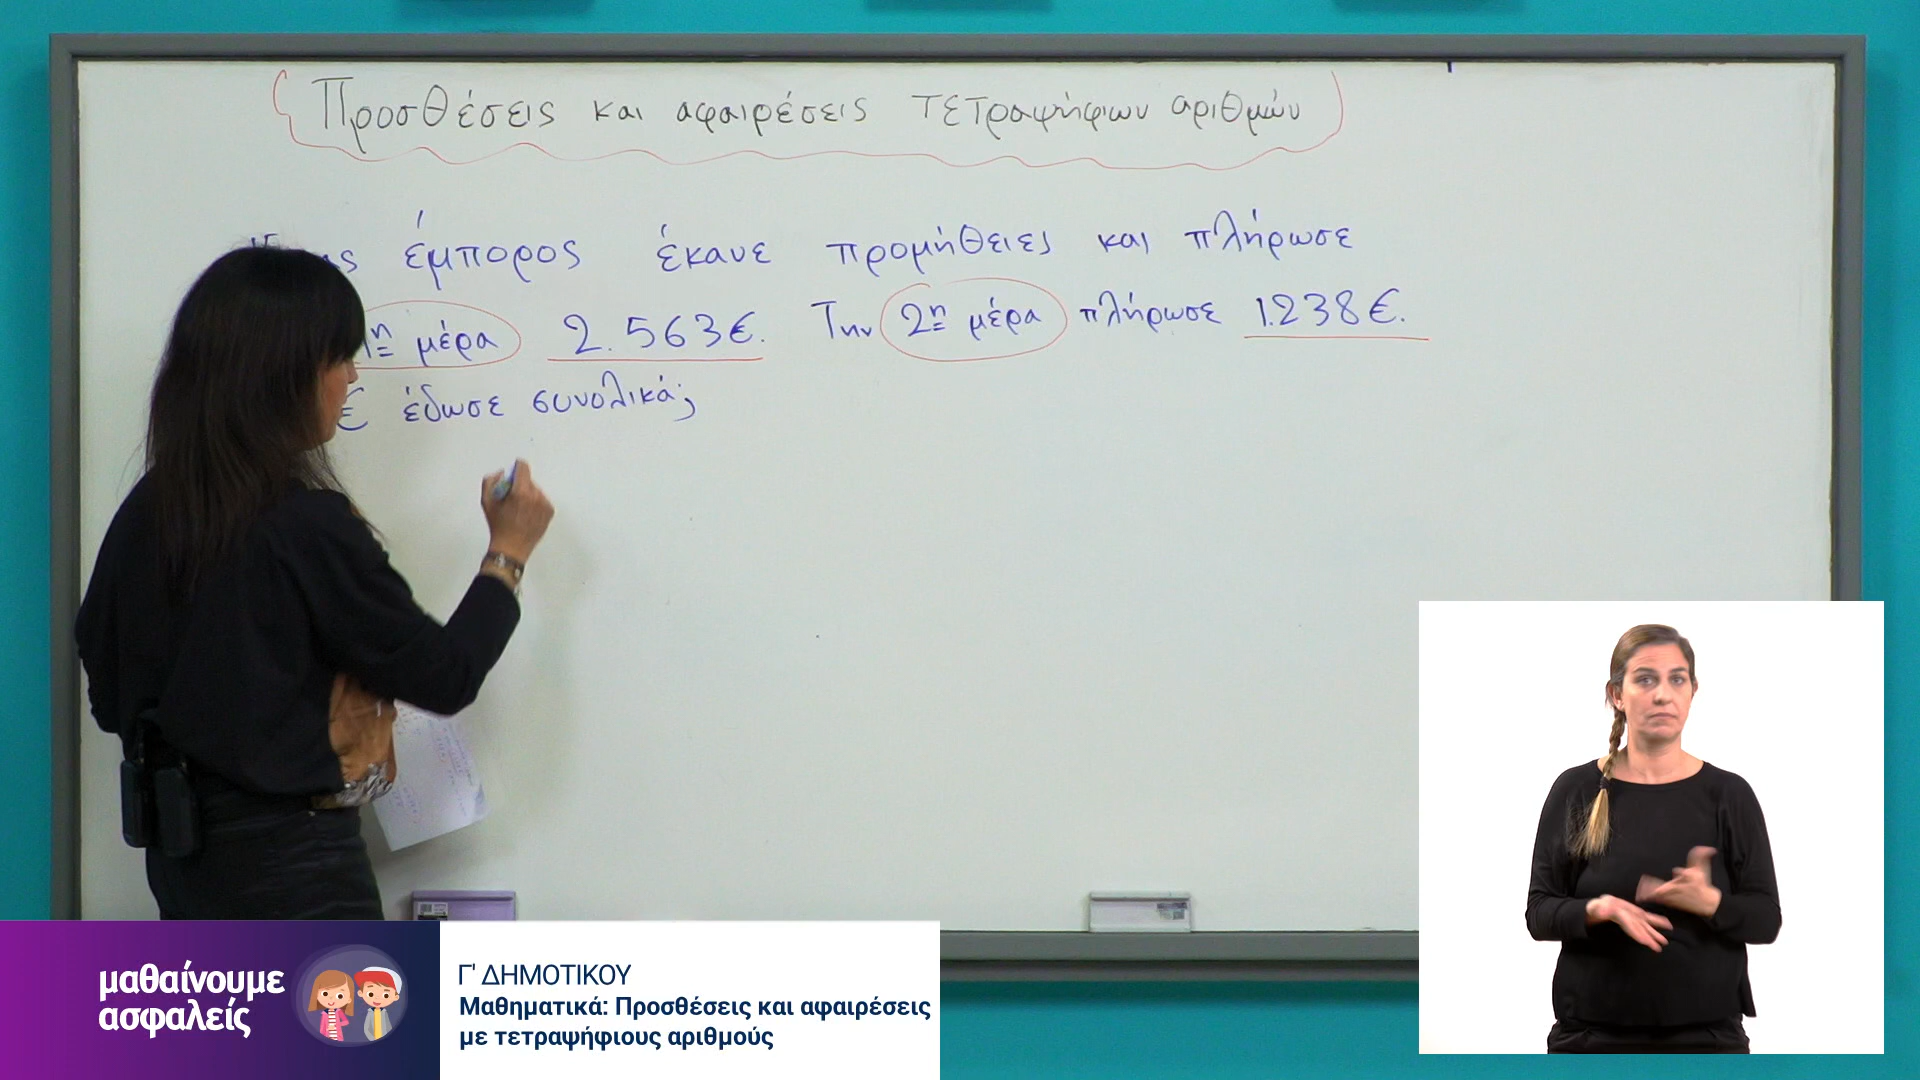 Προσθέσεις και αφαιρέσεις τετραψήφιων αριθμών
έμπορος έκανε προμήθειες και πλήρωσε
1η μέρα 2.563€. Την 2η μέρα πλήρωσε 1.238€.
€ έδωσε συνολικά;
μαθαίνουμε
ασφαλείς
Γ' ΔΗΜΟΤΙΚΟΥ
Μαθηματικά: Προσθέσεις και αφαιρέσεις
με τετραψήφιους αριθμούς